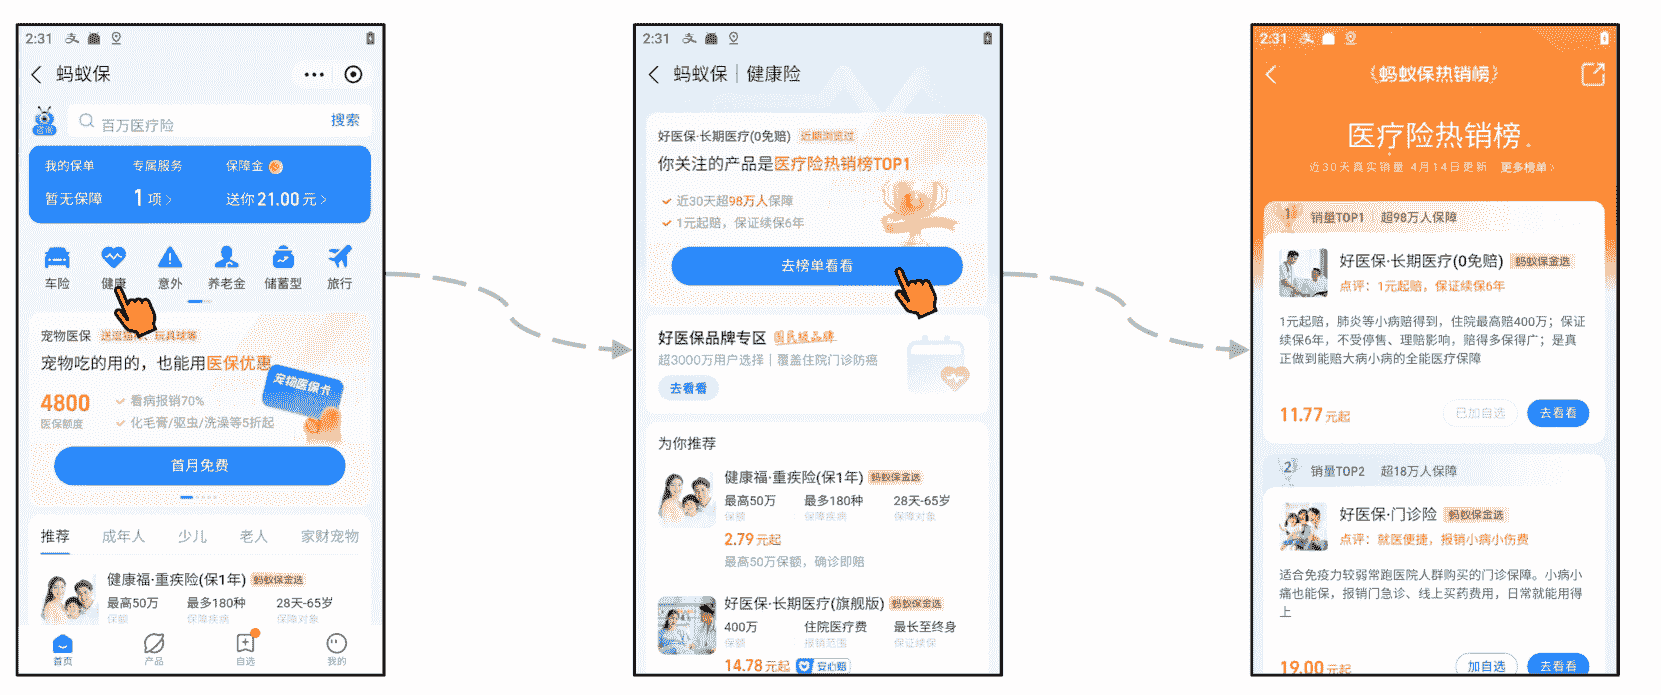 2:31
蚂蚁保
咨询
百万医疗险
搜索
我的保单
专属服务
保障金
暂无保障
1 项 >
送你 21.00 元 >
车险
健康
意外
养老金
储蓄型
旅行
宠物医保
宠物吃的用的，也能用医保优惠
宠物医保卡
4800
医保额度
看病报销70%
化毛膏/驱虫/洗澡等5折起
首月免费
推荐
成年人
少儿
老人
家财宠物
健康福·重疾险(保1年) 蚂蚁保金选
最高50万
最多180种
28天-65岁
保额
保障疾病
保障对象
首页
产品
自选
我的
2:31
蚂蚁保 | 健康险
好医保·长期医疗(0免赔) 近期浏览过
你关注的产品是医疗险热销榜TOP1
近30天超98万人保障
1元起赔，保证续保6年
去榜单看看
好医保品牌专区 国民级品牌
超3000万用户选择 | 覆盖住院门诊防癌
去看看
为你推荐
健康福·重疾险(保1年) 蚂蚁保金选
最高50万
最多180种
28天-65岁
保额
保障疾病
保障对象
2.79 元起
最高50万保额，确诊即赔
好医保·长期医疗(旗舰版) 蚂蚁保金选
400万
住院医疗费
最长至终身
保额
报销范围
保证续保
14.78 元起 安心赔
2:31
蚂蚁保热销榜
医疗险热销榜
近30天真实销量 4月14日更新 更多榜单 >
1 销量TOP1 | 超98万人保障
好医保·长期医疗(0免赔) 蚂蚁保金选
点评：1元起赔，保证续保6年
1元起赔，肺炎等小病赔得到，住院最高赔400万；保证
续保6年，不受停售、理赔影响，赔得多保得广；是真
正做到能赔大病小病的全能医疗保障
11.77 元起
已加自选
去看看
2 销量TOP2 | 超18万人保障
好医保·门诊险 蚂蚁保金选
点评：就医便捷，报销小病小伤费
适合免疫力较弱常跑医院人群购买的门诊保障。小病小
痛也能保，报销门急诊、线上买药费用，日常就能用得
上
19.00 元起
加自选
去看看